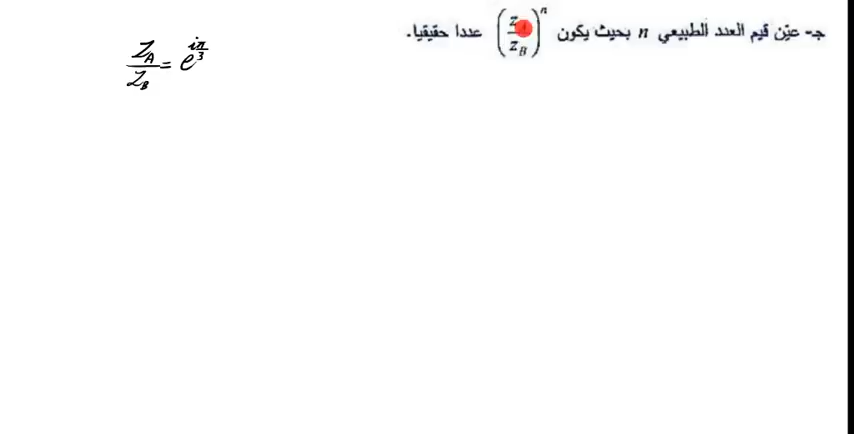 جـ- عيّن قيم العدد الطبيعي n بحيث يكون (z_A/z_B)^n عددا حقيقيا.
Z_A/Z_B = e^{iπ/3}